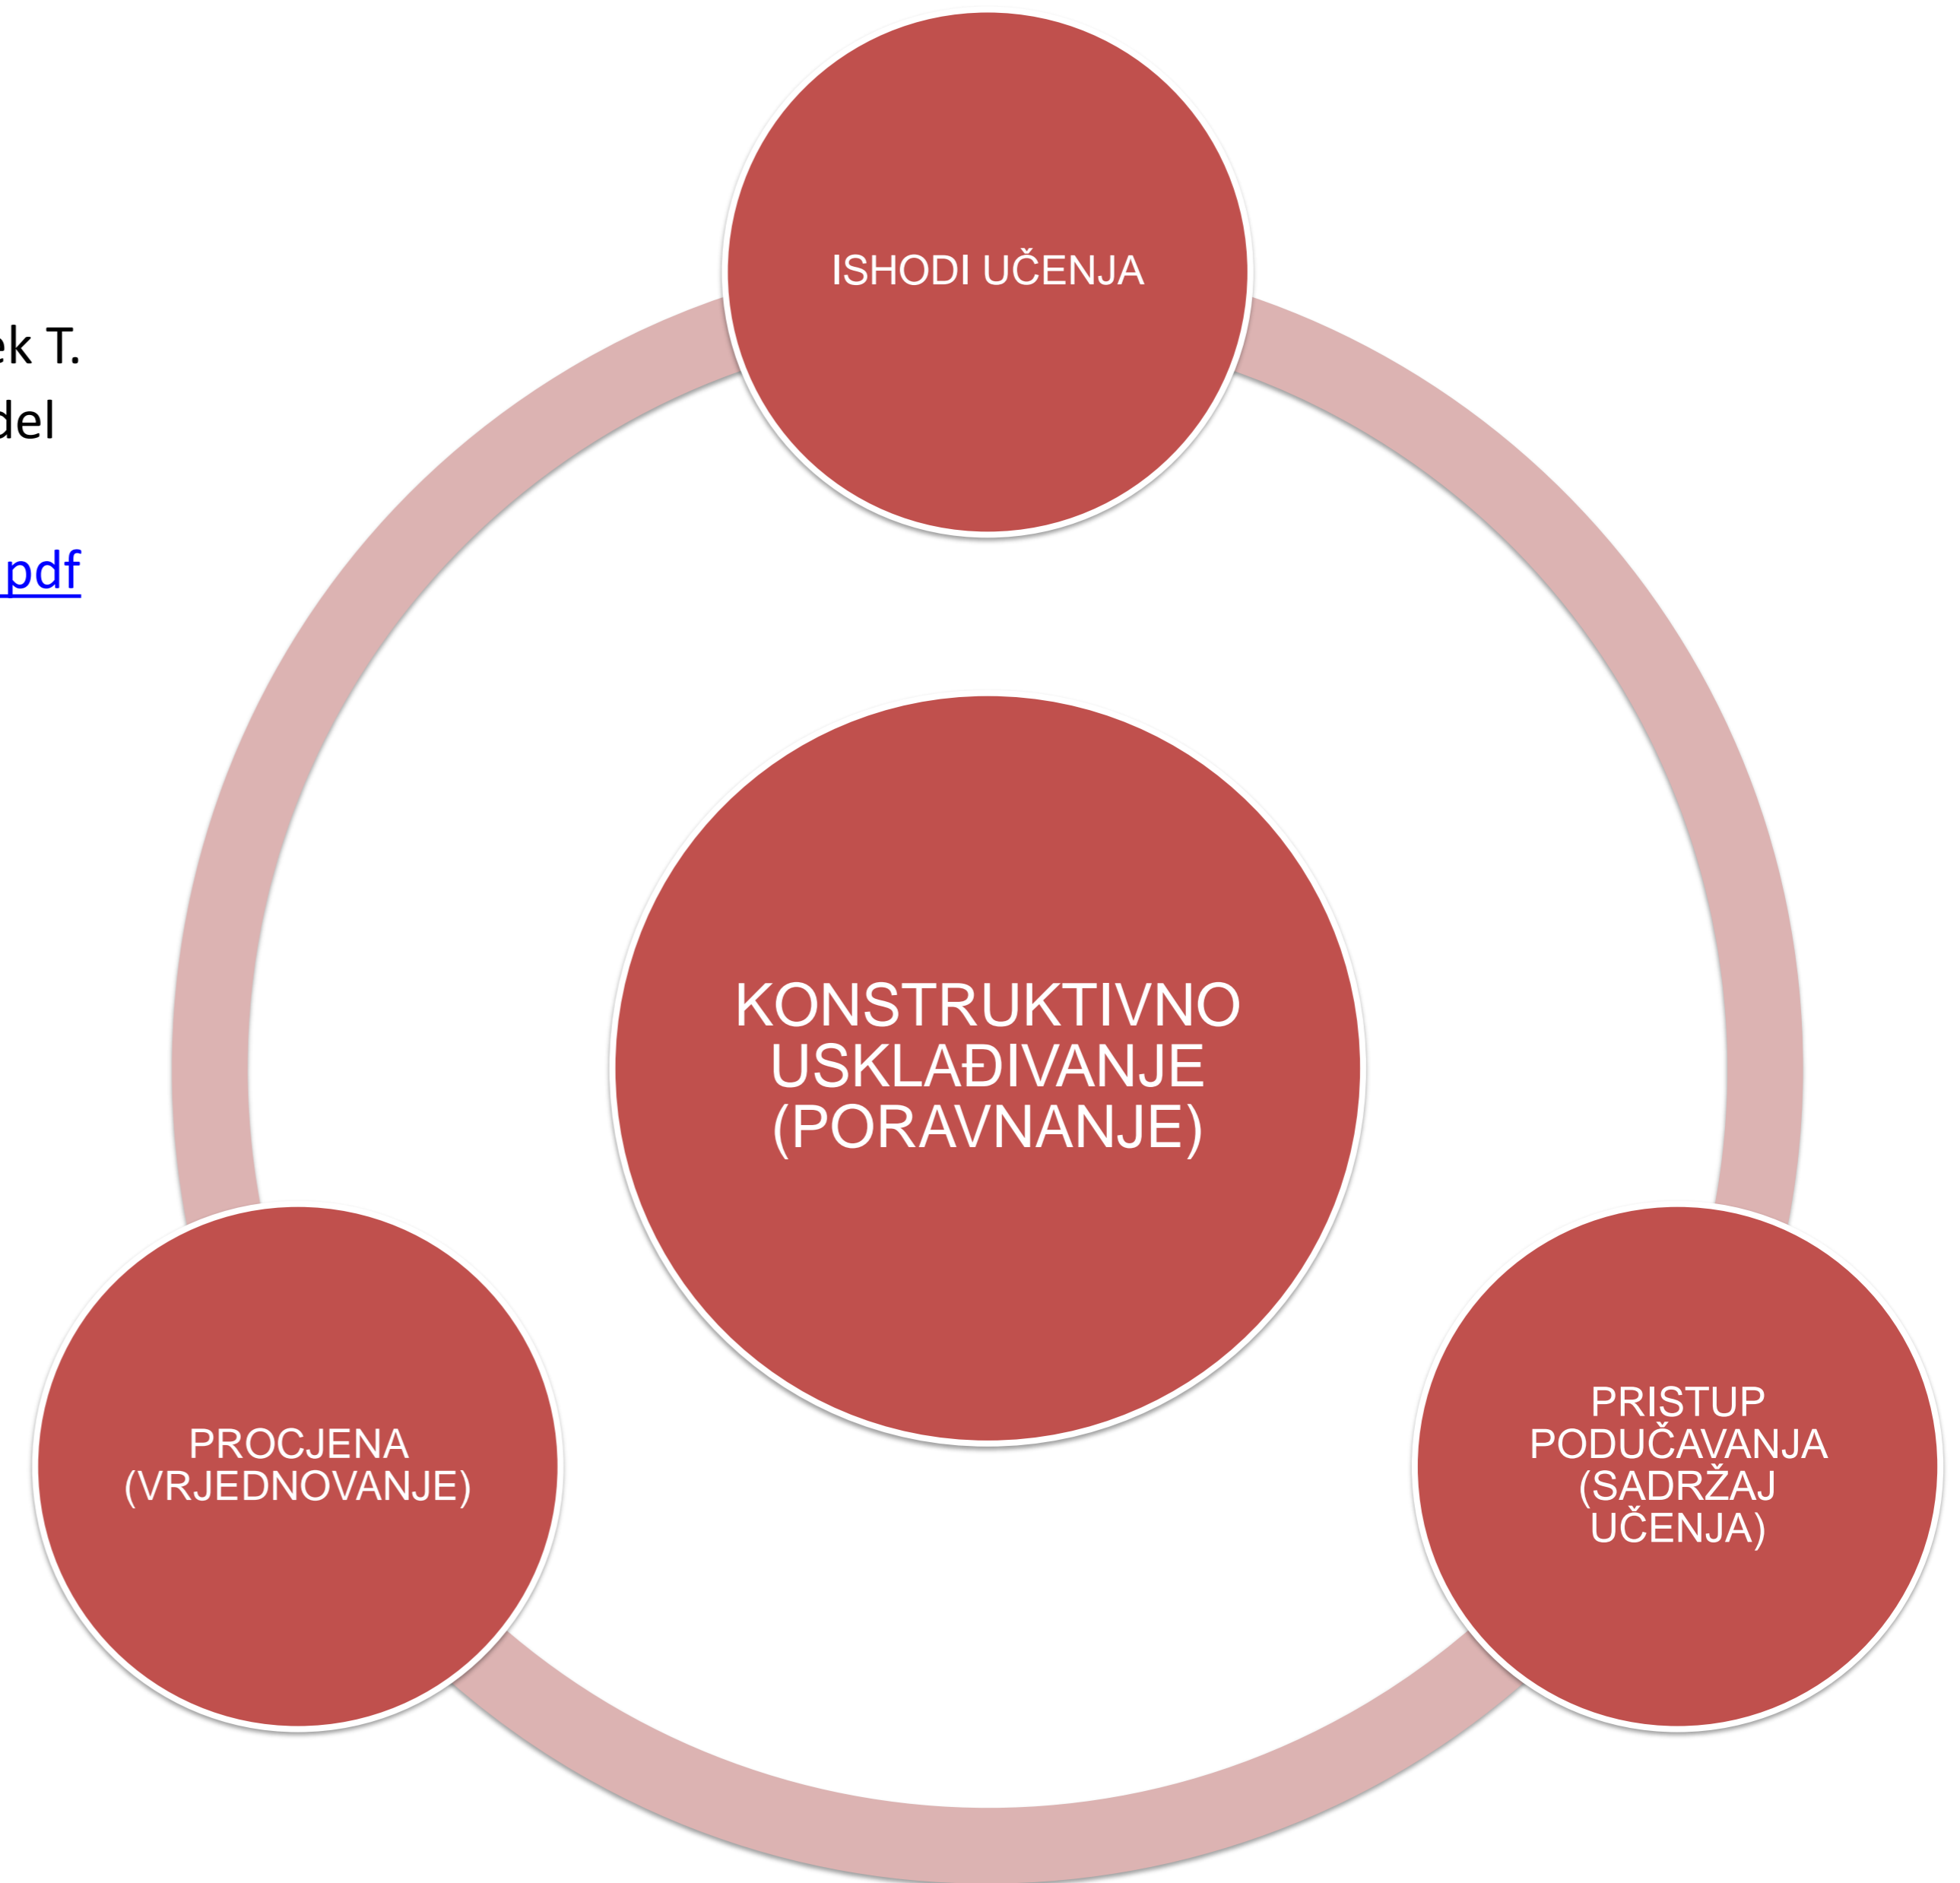 ISHODI UČENJA
ek T.
del
pdf
KONSTRUKTIVNO
USKLAĐIVANJE
(PORAVNANJE)
PROCJENA
(VRJEDNOVANJE)
PRISTUP
PODUČAVANJA
(SADRŽAJ
UČENJA)